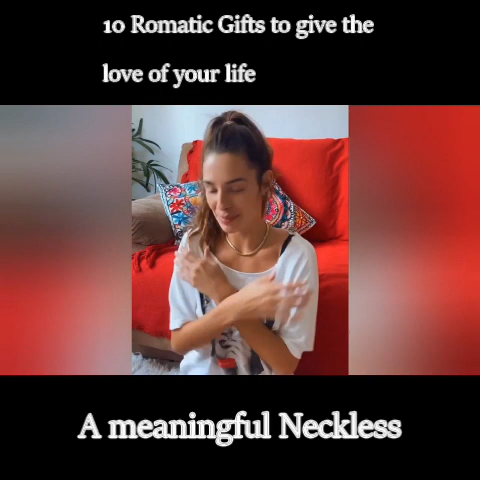 10 Romatic Gifts to give the
love of your life
A meaningful Neckless